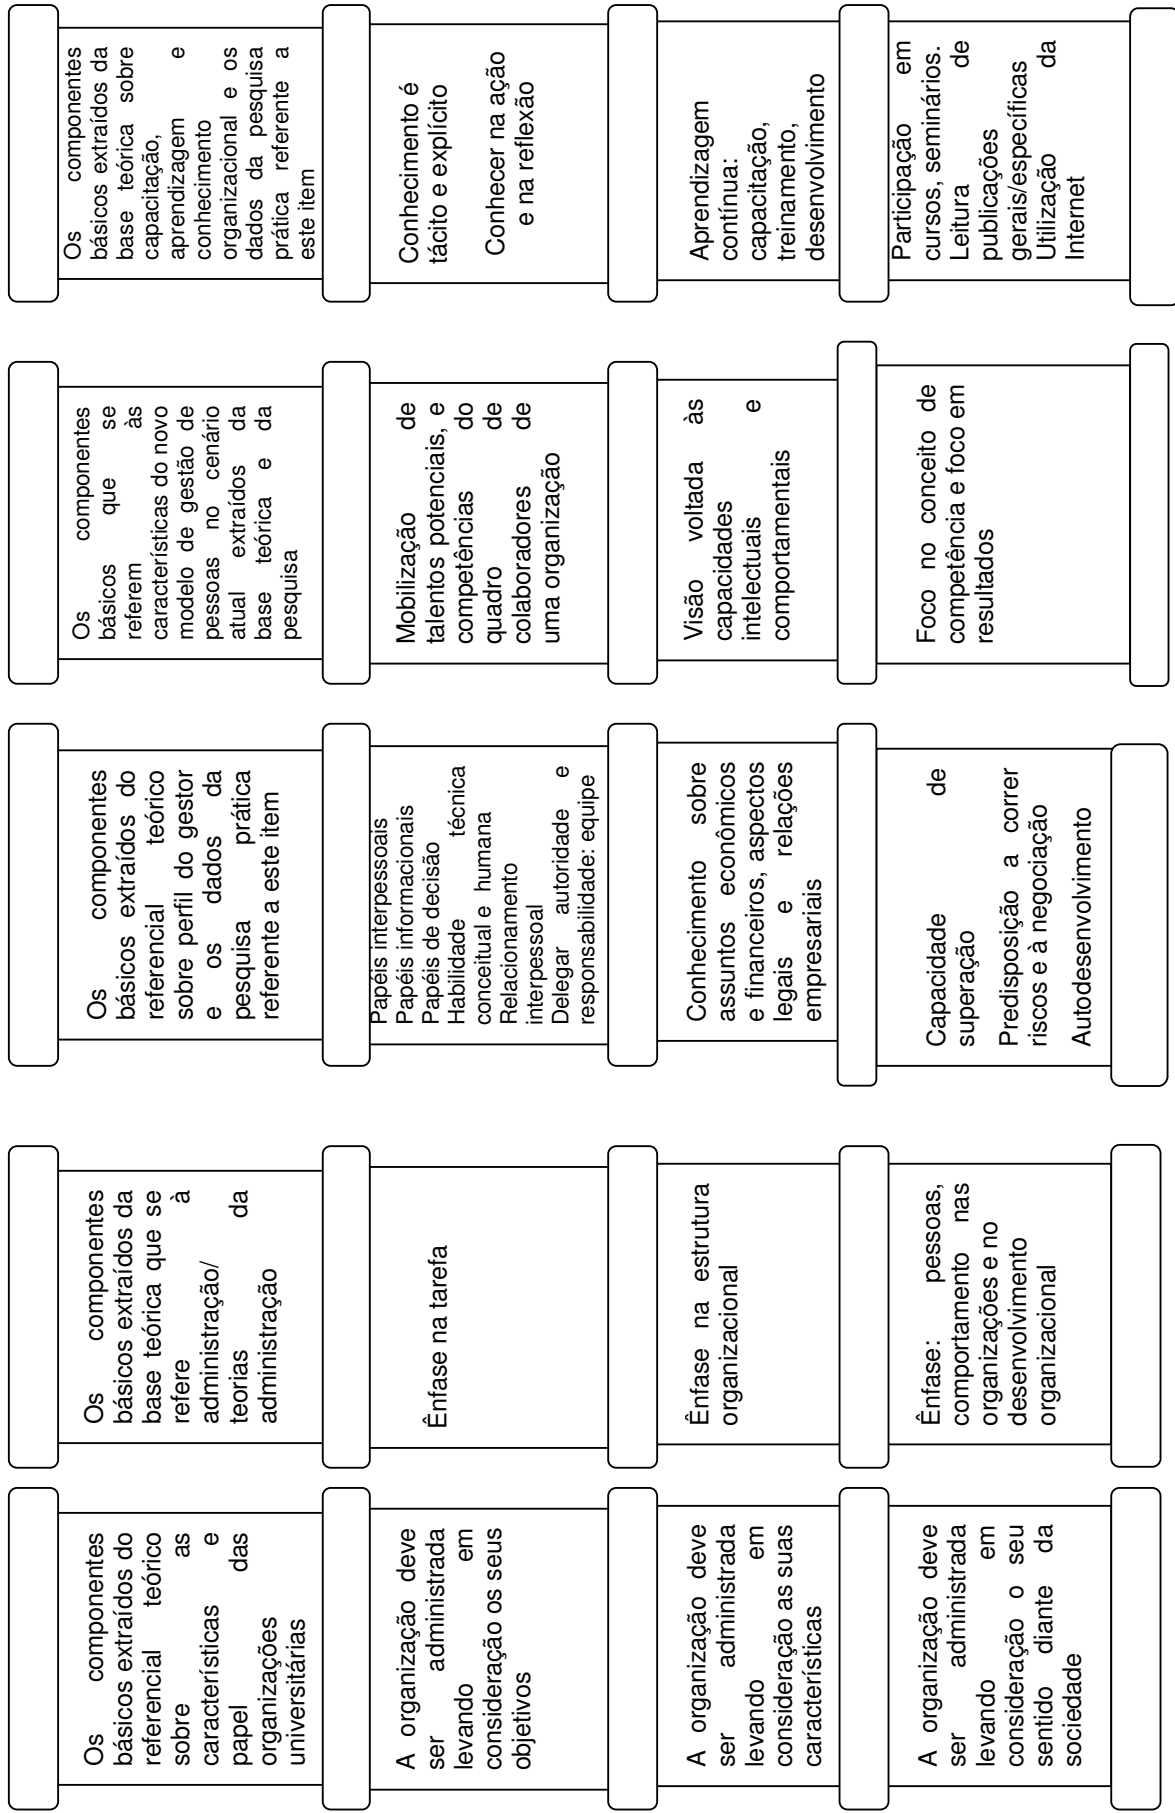 Os componentes
básicos extraídos do
referencial teórico
sobre as
características e
papel das
organizações
universitárias
A organização deve
ser administrada
levando em
consideração os seus
objetivos
A organização deve
ser administrada
levando em
consideração as suas
características
A organização deve
ser administrada
levando em
consideração o seu
sentido diante da
sociedade
Os componentes
básicos extraídos da
base teórica que se
refere à
administração/
teorias da
administração
Ênfase na tarefa
Ênfase na estrutura
organizacional
Ênfase: pessoas,
comportamento nas
organizações e no
desenvolvimento
organizacional
Os componentes
básicos extraídos do
referencial teórico
sobre perfil do gestor
e os dados da
pesquisa prática
referente a este item
Papéis interpessoais
Papéis informacionais
Papéis de decisão
Habilidade técnica
conceitual e humana
Relacionamento
interpessoal
Delegar autoridade e
responsabilidade: equipe
Conhecimento sobre
assuntos econômicos
e financeiros, aspectos
legais e relações
empresariais
Capacidade de
superação
Predisposição a correr
riscos e à negociação
Autodesenvolvimento
Os componentes
básicos que se
referem às
características do novo
modelo de gestão de
pessoas no cenário
atual extraídos da
base teórica e da
pesquisa
Mobilização de
talentos potenciais, e
competências do
quadro de
colaboradores de
uma organização
Visão voltada às
capacidades
intelectuais e
comportamentais
Foco no conceito de
competência e foco em
resultados
Os componentes
básicos extraídos da
base teórica sobre
capacitação,
aprendizagem e
conhecimento
organizacional e os
dados da pesquisa
prática referente a
este item
Conhecimento é
tácito e explícito
Conhecer na ação
e na reflexão
Aprendizagem
contínua:
capacitação,
treinamento,
desenvolvimento
Participação em
cursos, seminários.
Leitura de
publicações
gerais/específicas
Utilização da
Internet